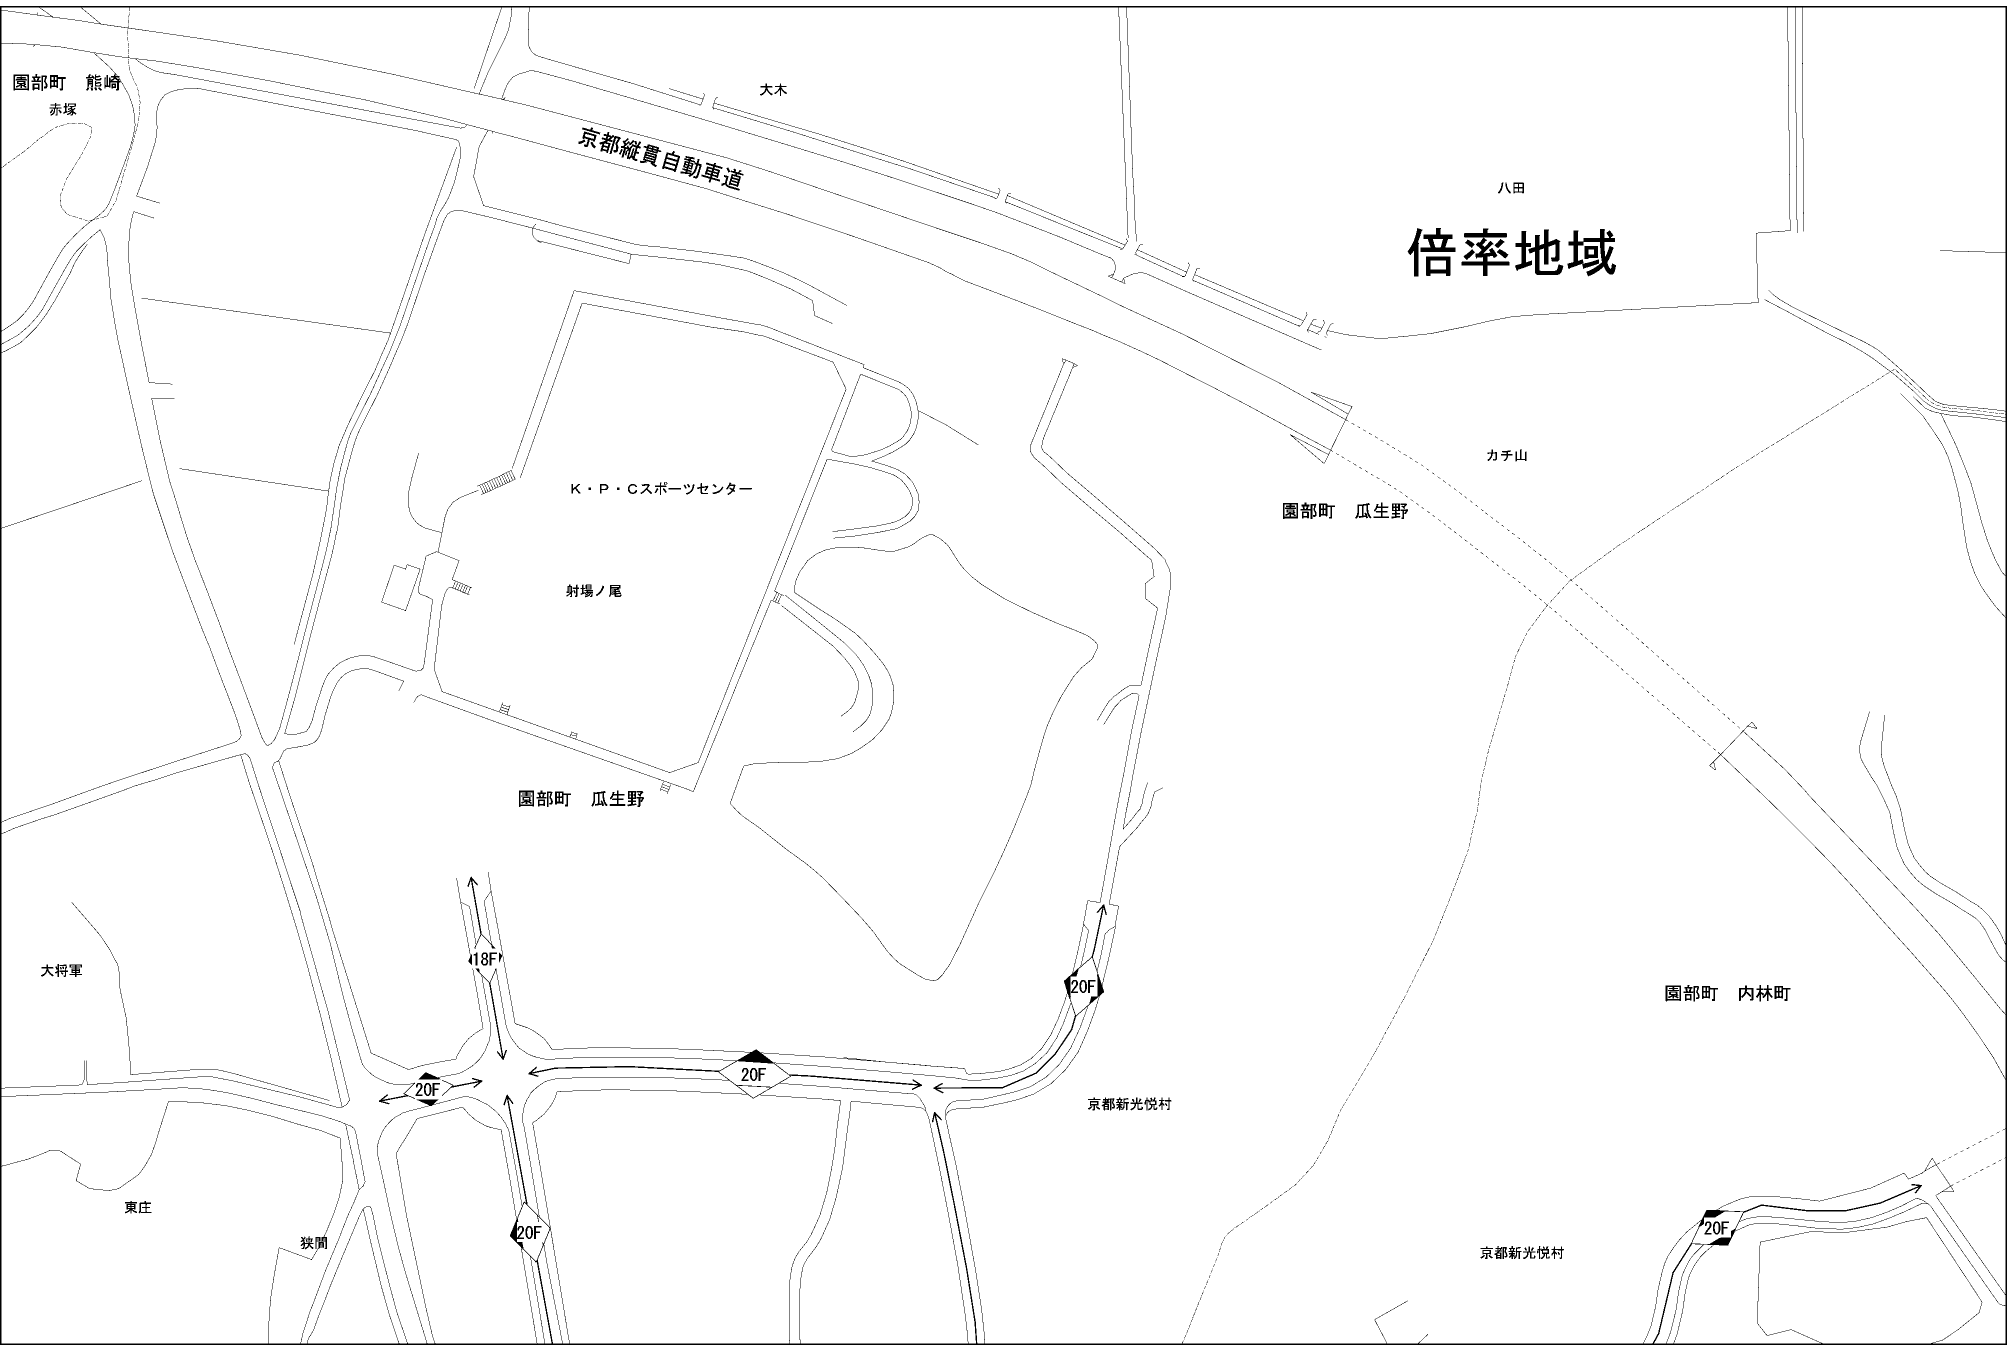 園部町　熊崎
赤塚
大木
京都縦貫自動車道
八田
倍率地域
カチ山
K・P・Cスポーツセンター
園部町　瓜生野
射場ノ尾
園部町　瓜生野
大将軍
18F
20F
園部町　内林町
20F
20F
京都新光悦村
東庄
狭間
20F
20F
京都新光悦村